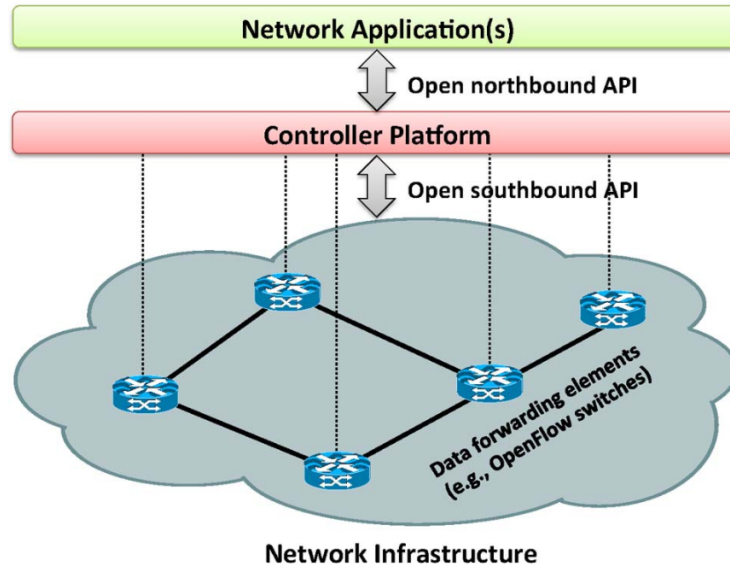 Network Application(s)
Open northbound API
Controller Platform
Open southbound API
Data forwarding elements
(e.g., OpenFlow switches)
Network Infrastructure